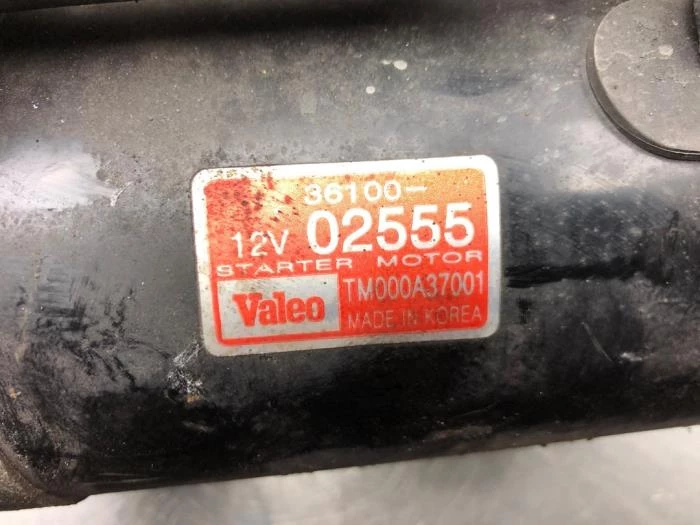 36100-
12V 02555
STARTER MOTOR
Valeo TM000A37001
MADE IN KOREA